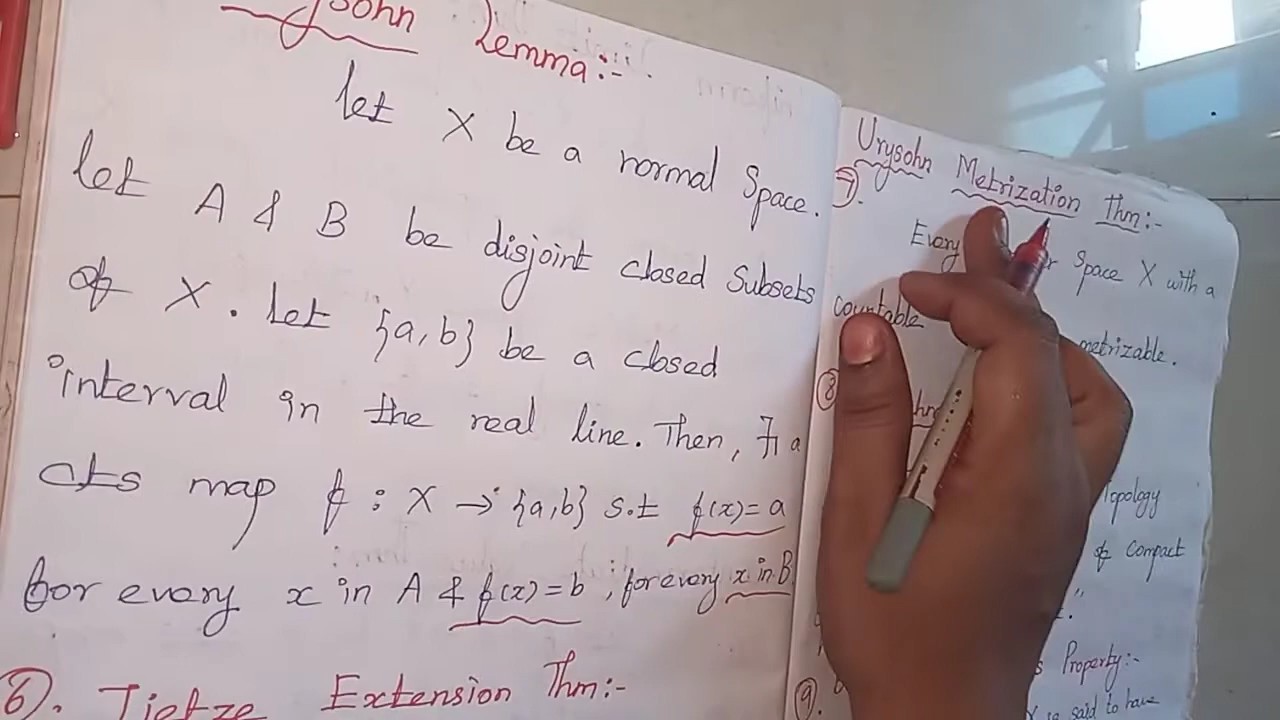 Lemma:-
let X be a normal Space.
let A & B be disjoint closed Subsets
of X. Let {a,b} be a closed
interval in the real line. Then, ∃ a
cts map f : X → {a,b} s.t f(x)=a
for every x in A & f(x)=b, for every x in B
6. Tietze Extension Thm:-
7. Urysohn Metrization Thm:-
Every Space X with a
countable metrizable.
8
Topology
of Compact
Property:-
9.
is said to have